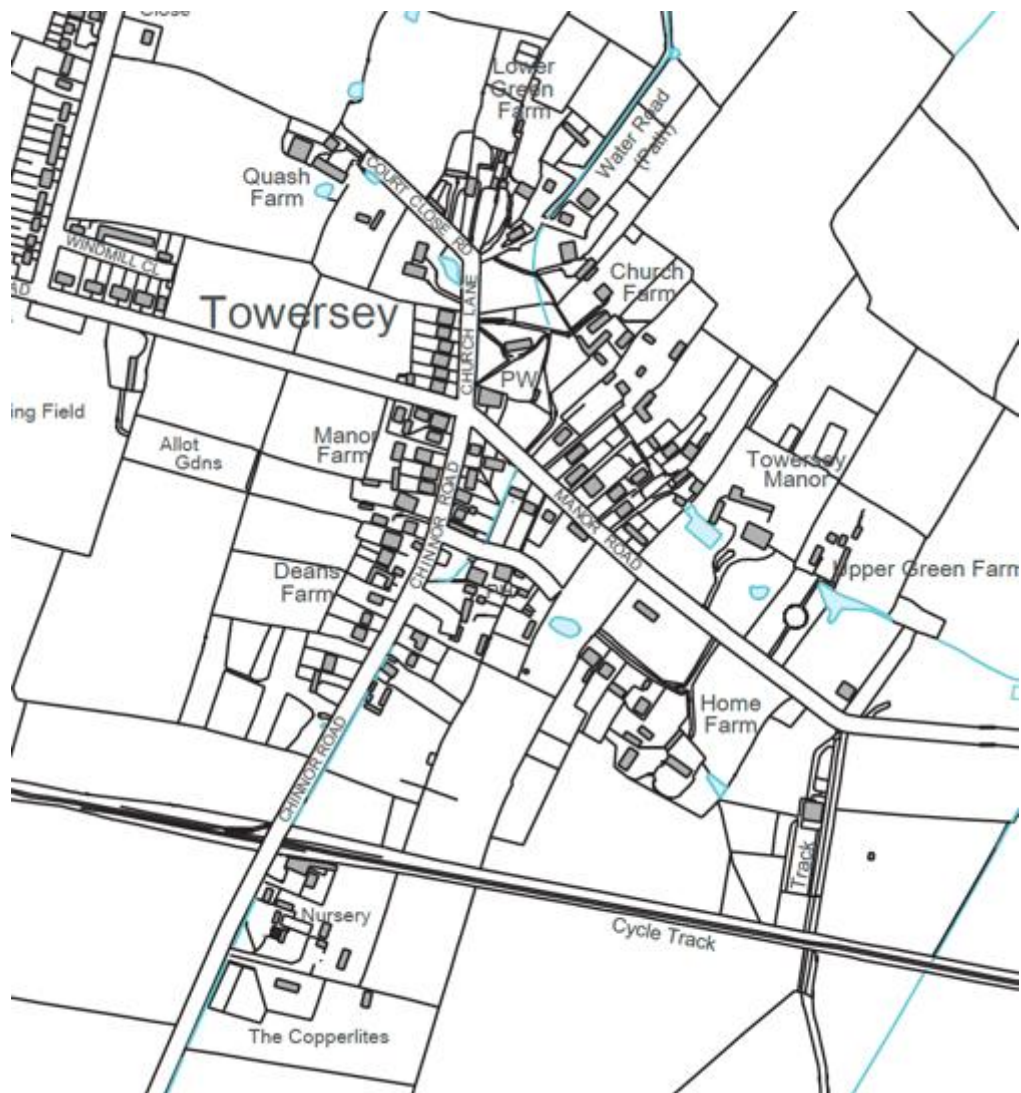 Close
Lower
Green
Farm
Water Road
(Path)
COURT CLOSE RD
Quash
Farm
WINDMILL CL
Church
Farm
Towersey
CHURCH LANE
PW
ing Field
Allot
Gdns
Manor
Farm
CHINNOR ROAD
MANOR ROAD
Towersey
Manor
Deans
Farm
Upper Green Farm
Home
Farm
CHINNOR ROAD
Track
Nursery
Cycle Track
The Copperlites